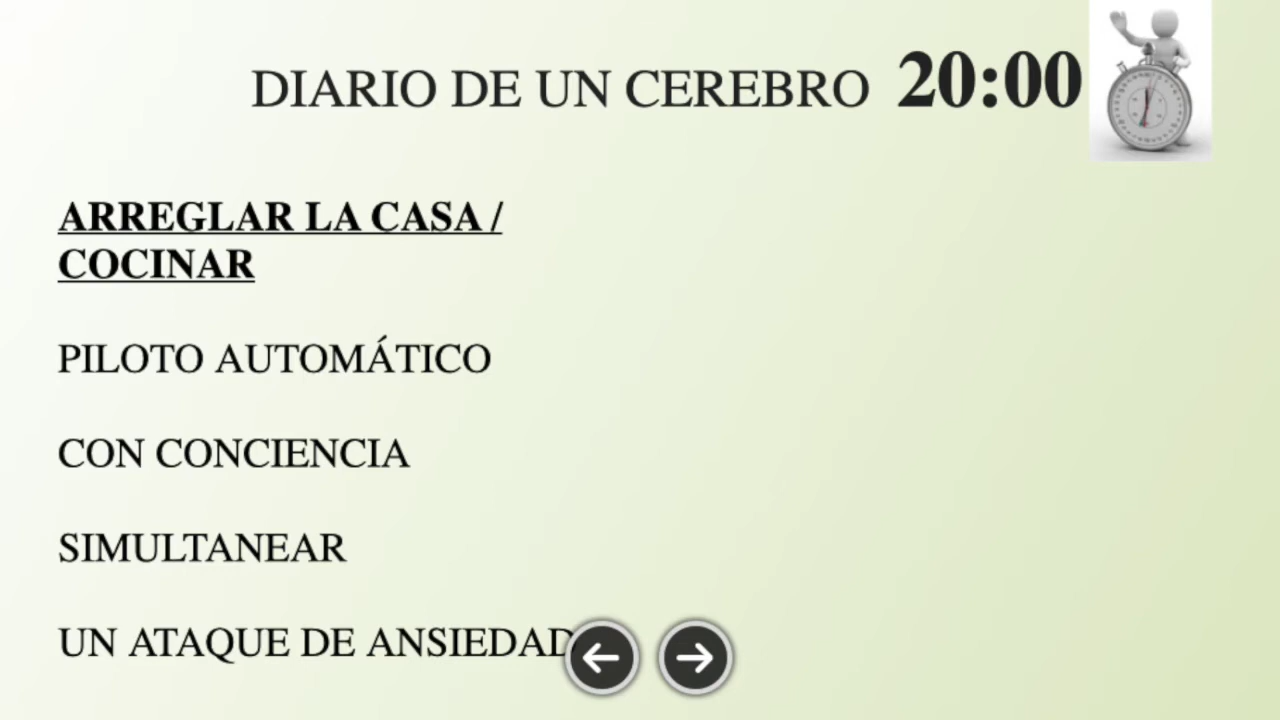 DIARIO DE UN CEREBRO 20:00
ARREGLAR LA CASA /
COCINAR
PILOTO AUTOMÁTICO
CON CONCIENCIA
SIMULTANEAR
UN ATAQUE DE ANSIEDAD